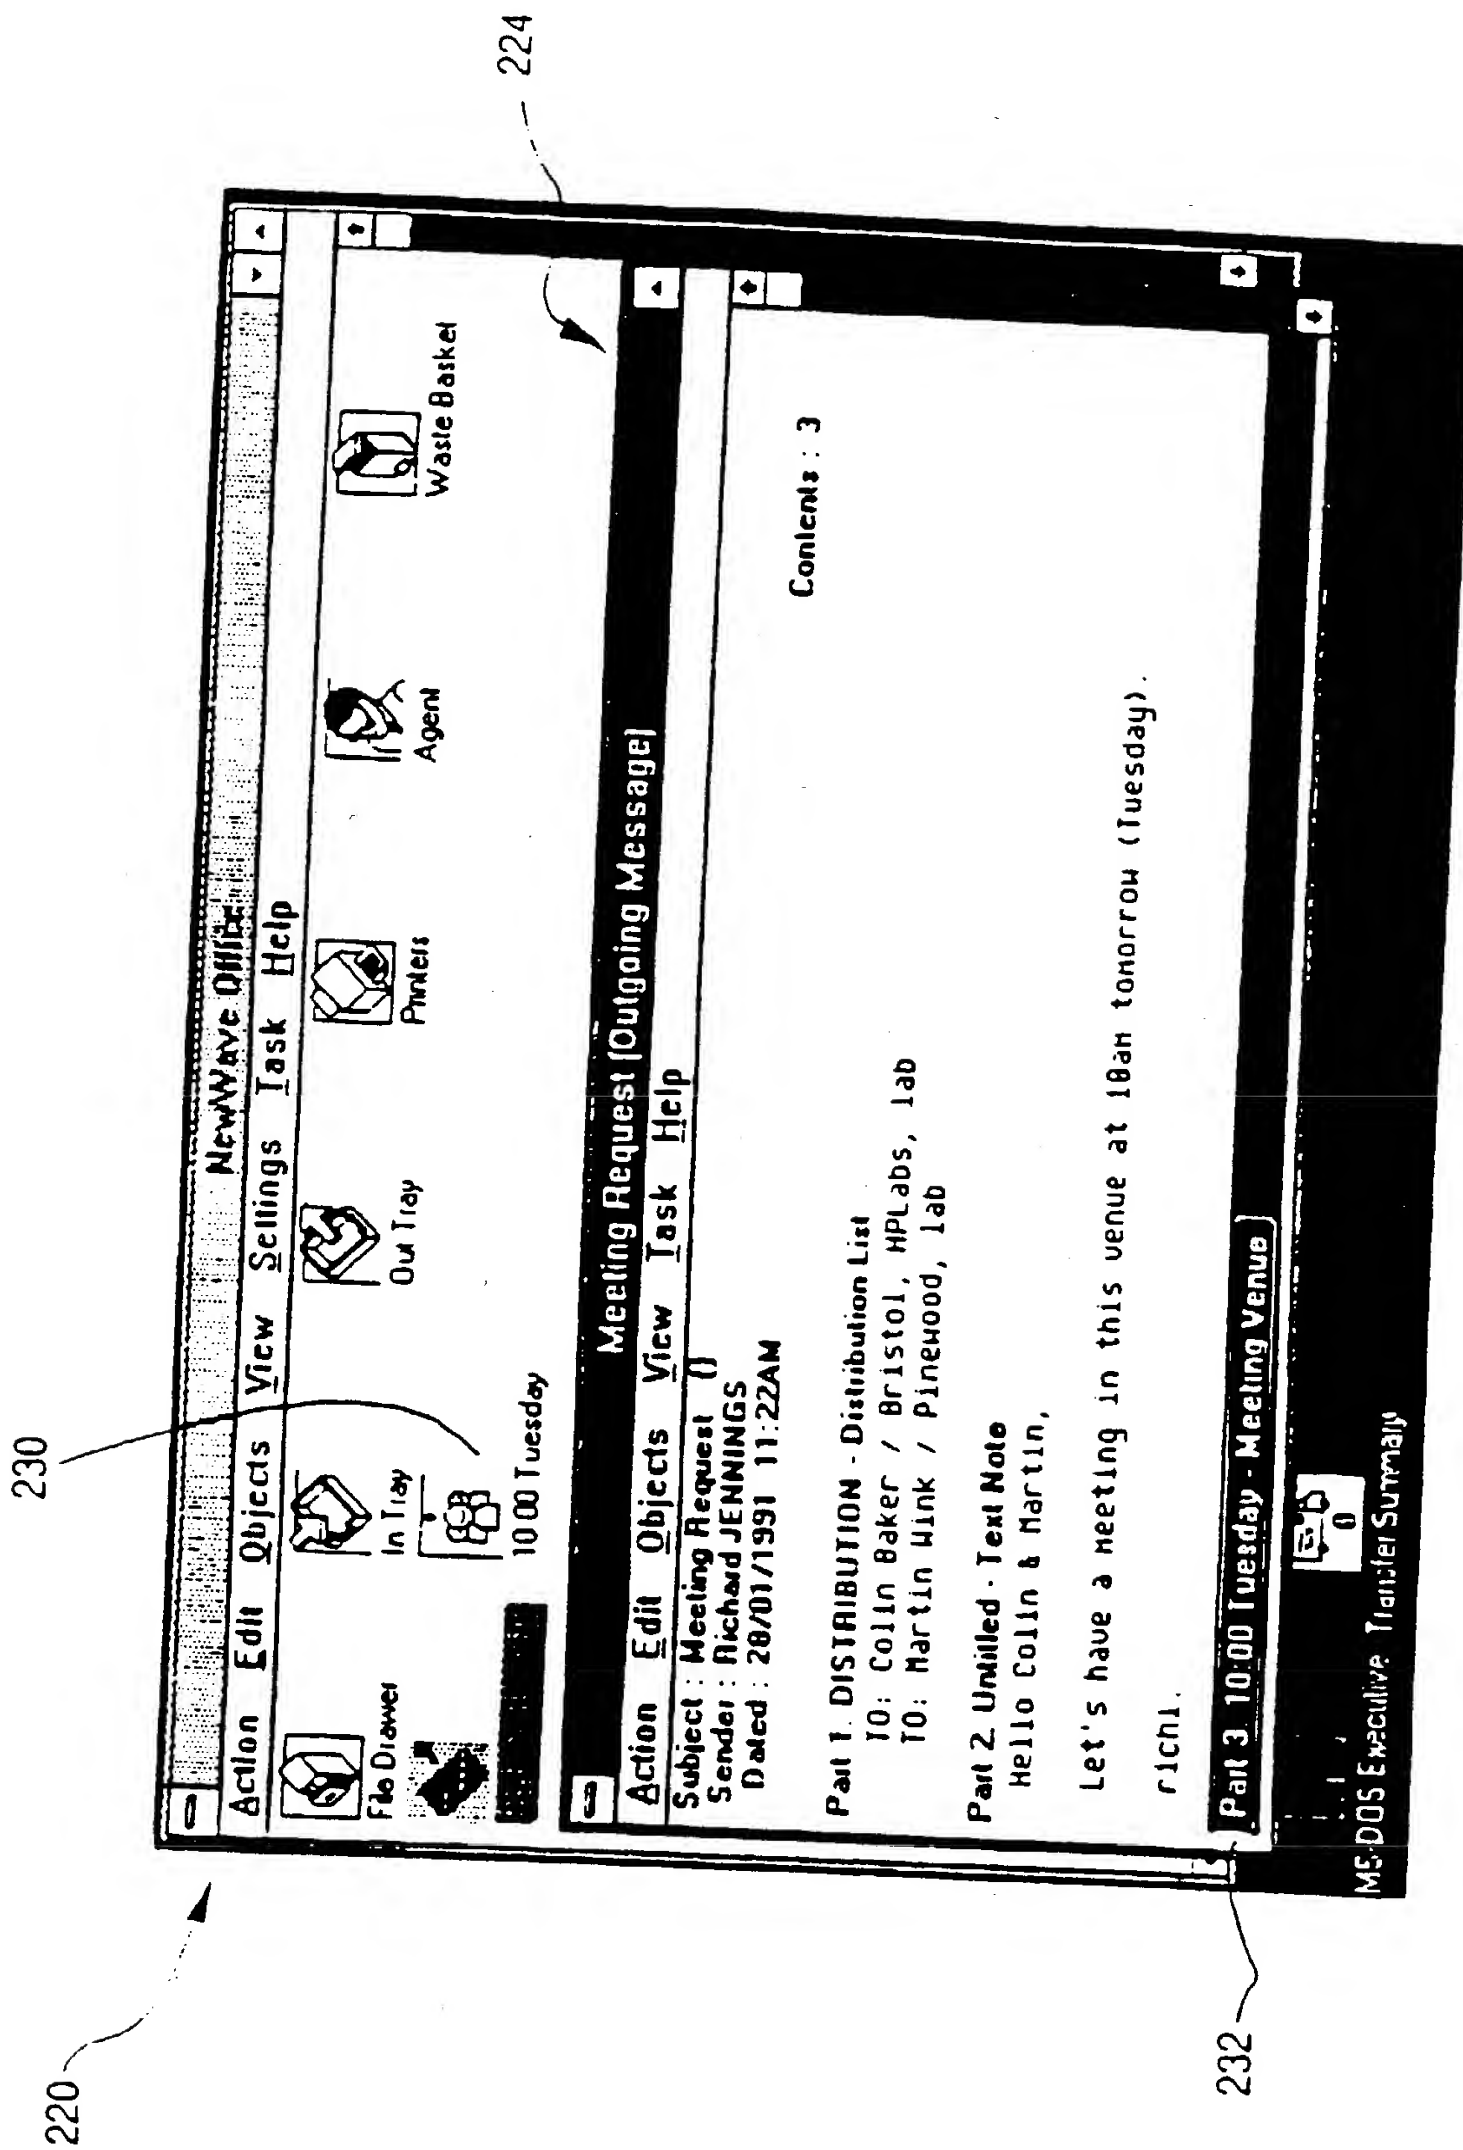 220
230
224
NewWave Office
Action Edit Objects View Settings Task Help
File Drawer In Tray Out Tray Printers Agent Waste Basket
10 00 Tuesday
Meeting Request (Outgoing Message)
Action Edit Objects View Task Help
Subject : Meeting Request ()
Sender : Richard JENNINGS
Dated : 28/01/1991 11:22AM
Contents : 3
Part 1. DISTRIBUTION - Distribution List
TO: Colin Baker / Bristol, HPLabs, lab
TO: Martin Wink / Pinewood, lab
Part 2. Untitled - Text Note
Hello Colin & Martin,
Let's have a meeting in this venue at 10am tomorrow (Tuesday).
richi.
Part 3. 10:00 Tuesday - Meeting Venue
232
MS-DOS Executive Transfer Summary